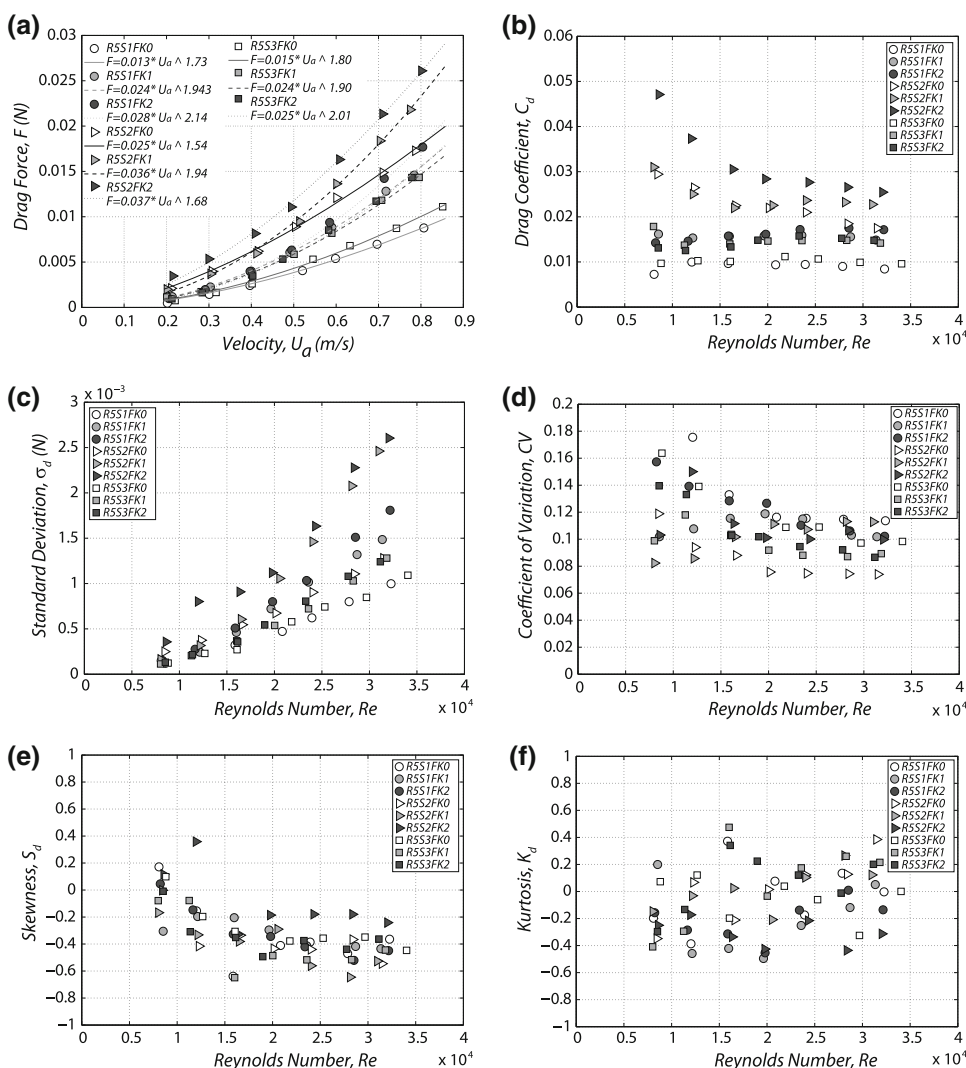 (a)
0.03
0.025
0.02
0.015
0.01
0.005
0
Drag Force, F (N)
R5S1FK0
F=0.013* Ua ^ 1.73
R5S1FK1
F=0.024* Ua ^ 1.943
R5S1FK2
F=0.028* Ua ^ 2.14
R5S2FK0
F=0.025* Ua ^ 1.54
R5S2FK1
F=0.036* Ua ^ 1.94
R5S2FK2
F=0.037* Ua ^ 1.68
R5S3FK0
F=0.015* Ua ^ 1.80
R5S3FK1
F=0.024* Ua ^ 1.90
R5S3FK2
F=0.025* Ua ^ 2.01
0 0.1 0.2 0.3 0.4 0.5 0.6 0.7 0.8 0.9
Velocity, Ua (m/s)
(b)
0.06
0.05
0.04
0.03
0.02
0.01
0.00
Drag Coefficient, Cd
R5S1FK0
R5S1FK1
R5S1FK2
R5S2FK0
R5S2FK1
R5S2FK2
R5S3FK0
R5S3FK1
R5S3FK2
0 0.5 1 1.5 2 2.5 3 3.5 4
Reynolds Number, Re
x 10^4
(c)
x 10^−3
3
2.5
2
1.5
1
0.5
0
Standard Deviation, σd (N)
R5S1FK0
R5S1FK1
R5S1FK2
R5S2FK0
R5S2FK1
R5S2FK2
R5S3FK0
R5S3FK1
R5S3FK2
0 0.5 1 1.5 2 2.5 3 3.5 4
Reynolds Number, Re
x 10^4
(d)
0.2
0.18
0.16
0.14
0.12
0.1
0.08
0.06
0.04
0.02
0
Coefficient of Variation, CV
R5S1FK0
R5S1FK1
R5S1FK2
R5S2FK0
R5S2FK1
R5S2FK2
R5S3FK0
R5S3FK1
R5S3FK2
0 0.5 1 1.5 2 2.5 3 3.5 4
Reynolds Number, Re
x 10^4
(e)
1
0.8
0.6
0.4
0.2
0
−0.2
−0.4
−0.6
−0.8
−1
Skewness, Sd
R5S1FK0
R5S1FK1
R5S1FK2
R5S2FK0
R5S2FK1
R5S2FK2
R5S3FK0
R5S3FK1
R5S3FK2
0 0.5 1 1.5 2 2.5 3 3.5 4
Reynolds Number, Re
x 10^4
(f)
1
0.8
0.6
0.4
0.2
0
−0.2
−0.4
−0.6
−0.8
−1
Kurtosis, Kd
R5S1FK0
R5S1FK1
R5S1FK2
R5S2FK0
R5S2FK1
R5S2FK2
R5S3FK0
R5S3FK1
R5S3FK2
0 0.5 1 1.5 2 2.5 3 3.5 4
Reynolds Number, Re
x 10^4